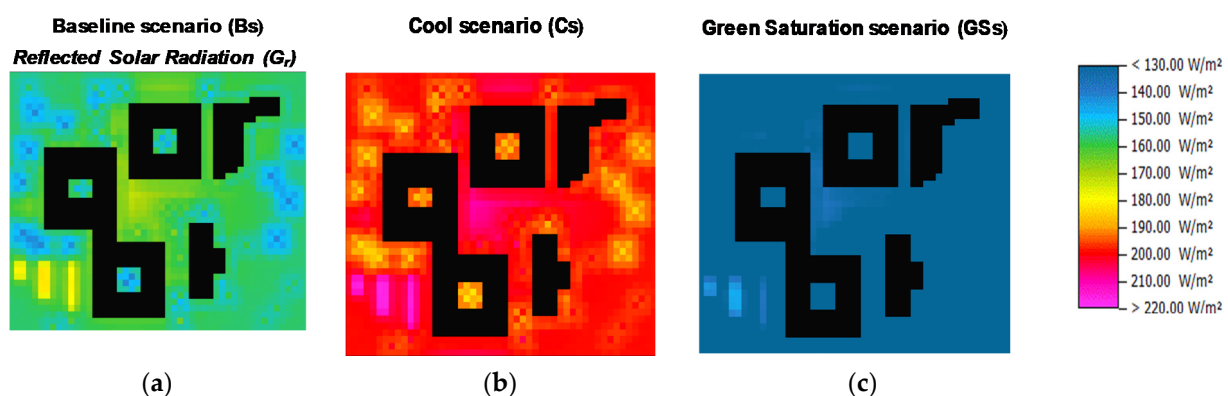 Baseline scenario (Bs)
Reflected Solar Radiation (Gr)
Cool scenario (Cs)
Green Saturation scenario (GSs)
< 130.00 W/m²
140.00 W/m²
150.00 W/m²
160.00 W/m²
170.00 W/m²
180.00 W/m²
190.00 W/m²
200.00 W/m²
210.00 W/m²
> 220.00 W/m²
(a)
(b)
(c)